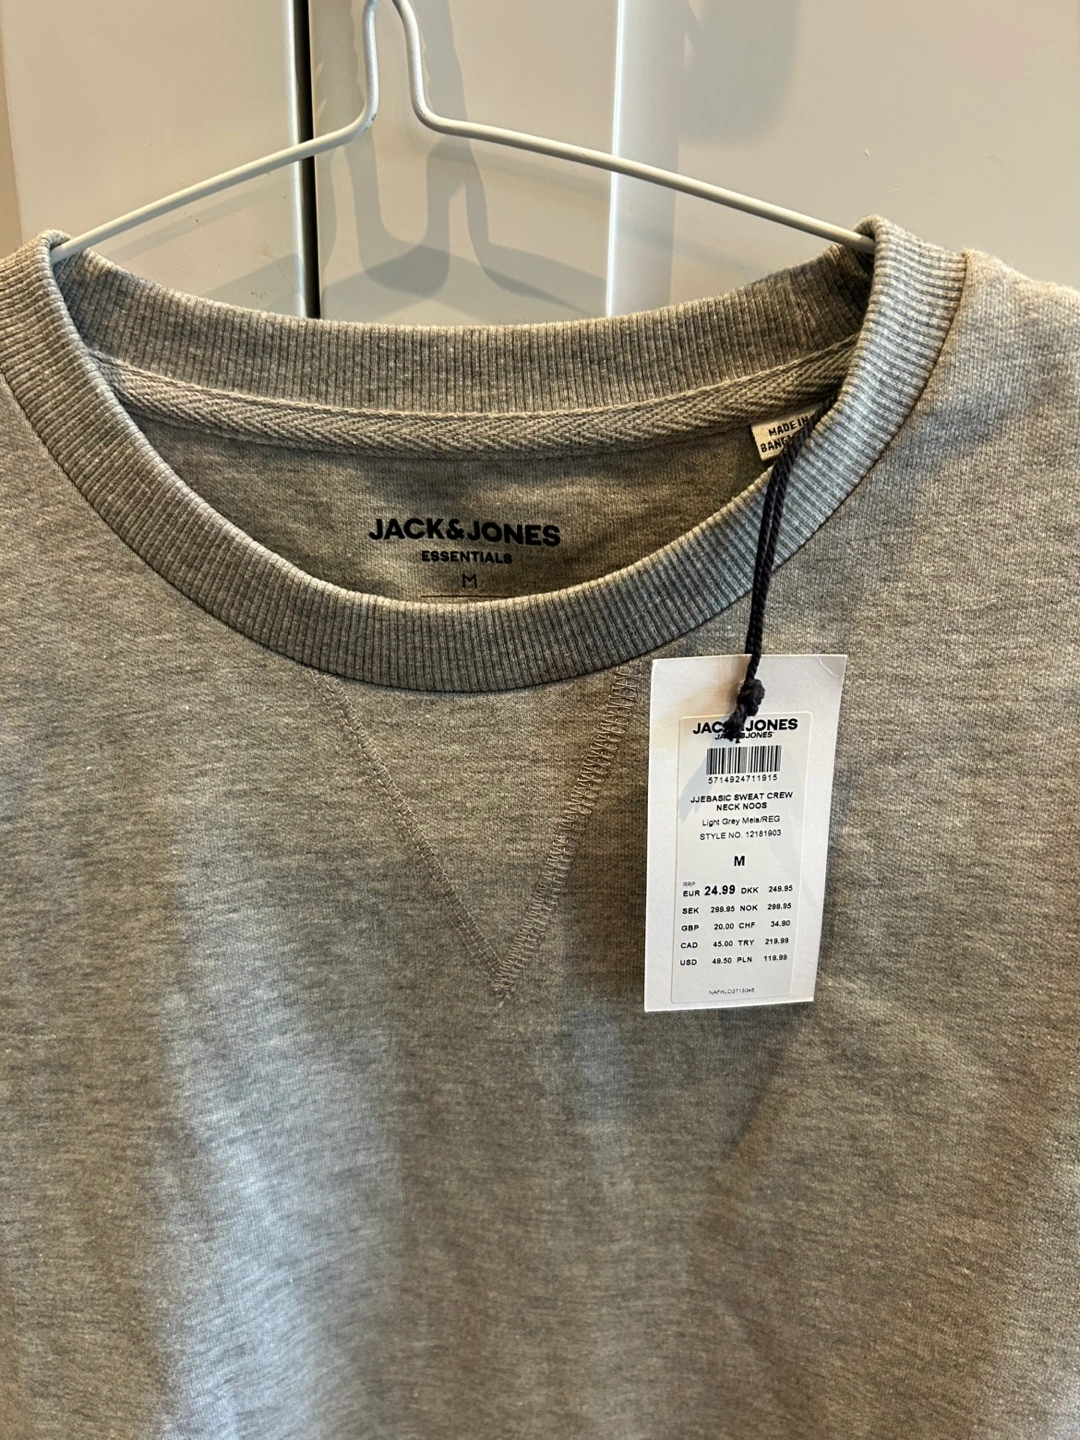 MADE IN
JACK&JONES
ESSENTIALS
M
JACK&JONES
JACK&JONES
5714924711915
JJEBASIC SWEAT CREW
NECK NOOS
Light Grey Mela/REG
STYLE NO. 12181903
M
RRP
EUR 24.99 DKK 249.95
SEK 299.95 NOK 299.95
GBP 20.00 CHF 34.90
CAD 45.00 TRY 219.99
USD 49.50 PLN 119.99